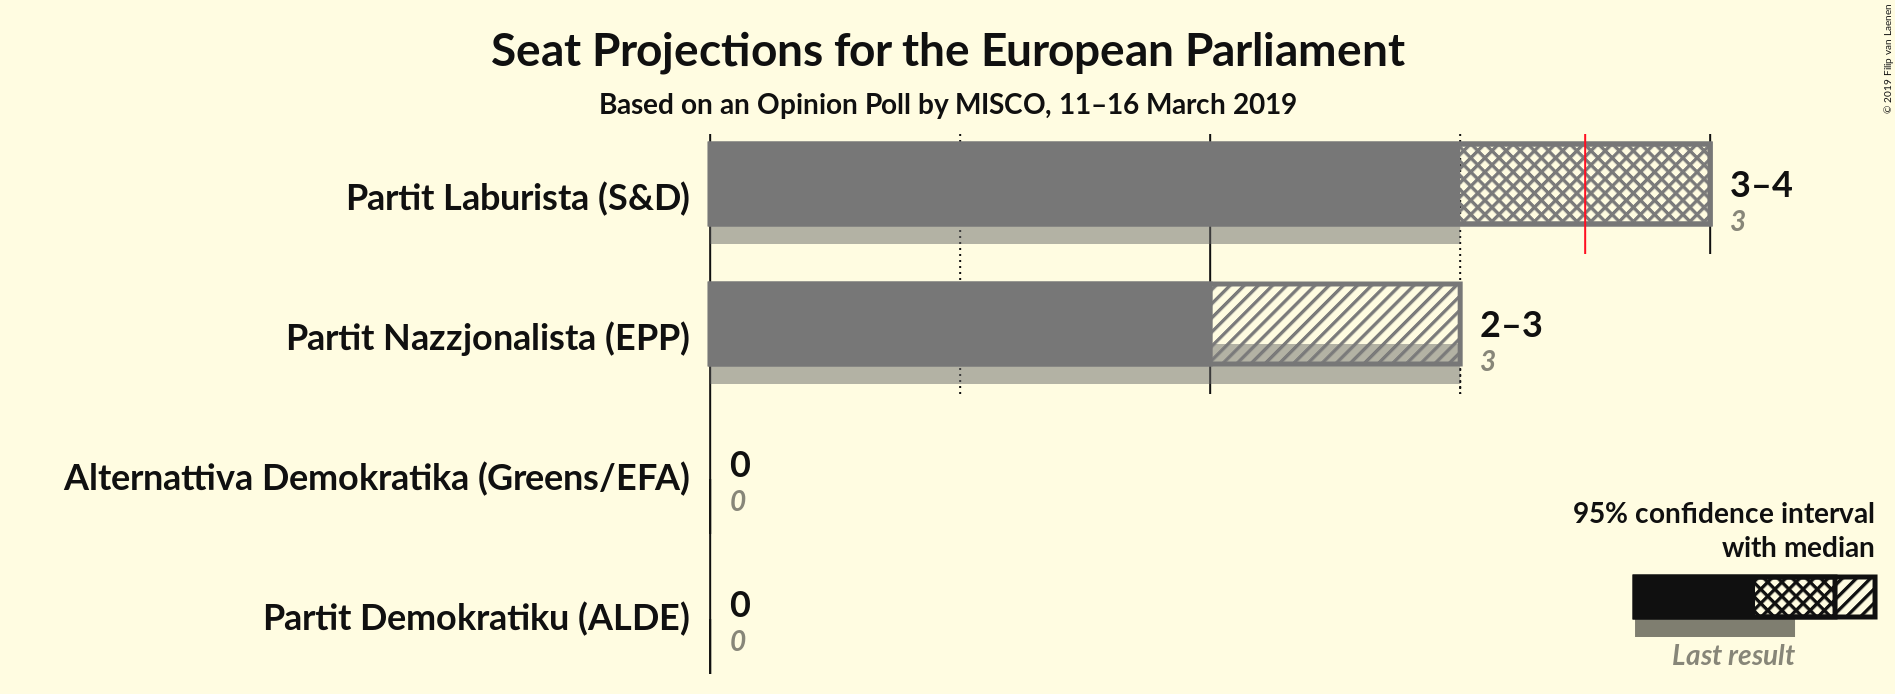 Seat Projections for the European Parliament
Based on an Opinion Poll by MISCO, 11–16 March 2019
© 2019 Filip van Laenen
Partit Laburista (S&D)
3–4
3
Partit Nazzjonalista (EPP)
2–3
3
Alternattiva Demokratika (Greens/EFA)
0
0
Partit Demokratiku (ALDE)
0
0
95% confidence interval
with median
Last result